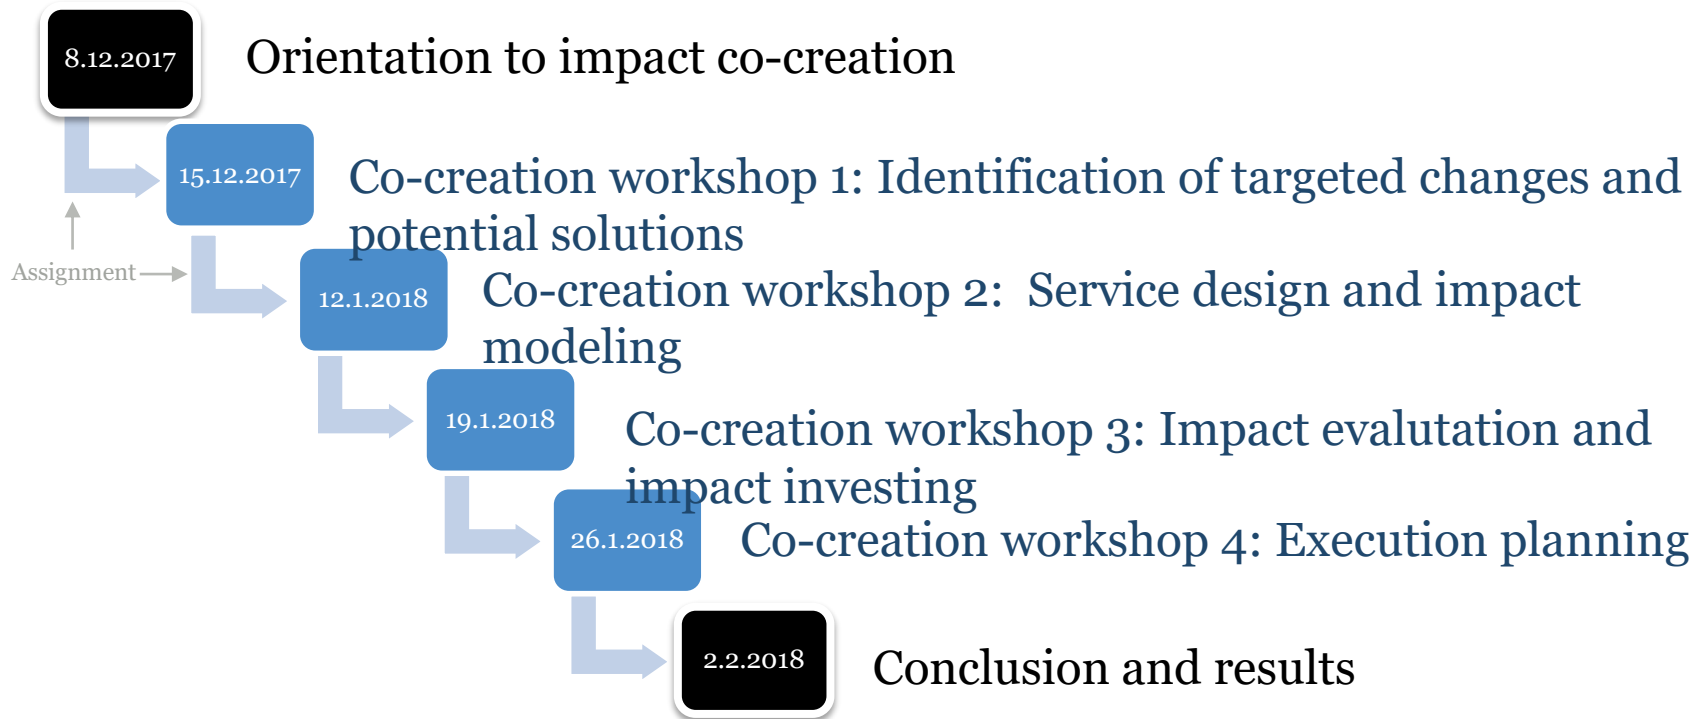 8.12.2017
Orientation to impact co-creation
15.12.2017
Co-creation workshop 1: Identification of targeted changes and
potential solutions
Assignment
12.1.2018
Co-creation workshop 2:  Service design and impact
modeling
19.1.2018
Co-creation workshop 3: Impact evalutation and
impact investing
26.1.2018
Co-creation workshop 4: Execution planning
2.2.2018
Conclusion and results